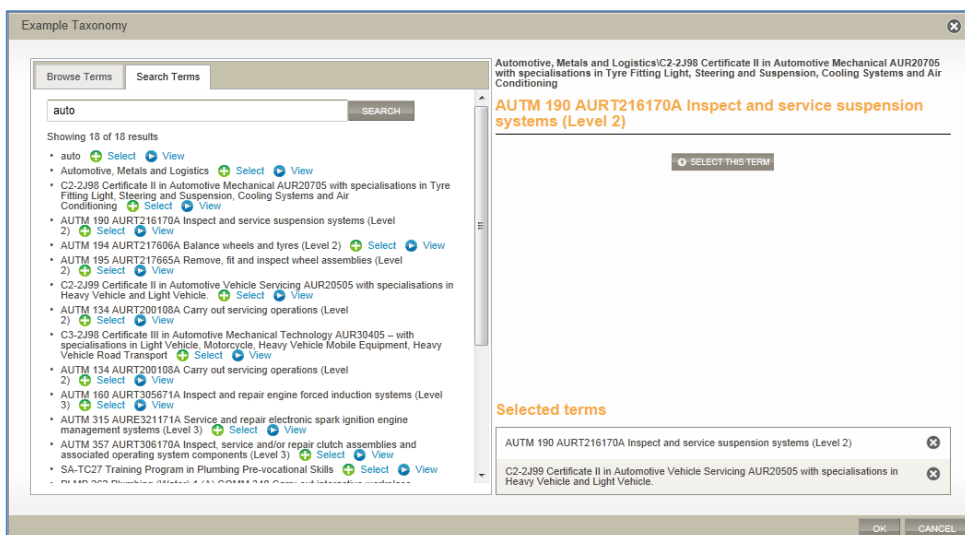 Example Taxonomy
Browse Terms
Search Terms
auto
SEARCH
Showing 18 of 18 results
• auto Select View
• Automotive, Metals and Logistics Select View
• C2-2J98 Certificate II in Automotive Mechanical AUR20705 with specialisations in Tyre
Fitting Light, Steering and Suspension, Cooling Systems and Air
Conditioning Select View
• AUTM 190 AURT216170A Inspect and service suspension systems (Level
2) Select View
• AUTM 194 AURT217606A Balance wheels and tyres (Level 2) Select View
• AUTM 195 AURT217665A Remove, fit and inspect wheel assemblies (Level
2) Select View
• C2-2J99 Certificate II in Automotive Vehicle Servicing AUR20505 with specialisations in
Heavy Vehicle and Light Vehicle. Select View
• AUTM 134 AURT200108A Carry out servicing operations (Level
2) Select View
• C3-2J98 Certificate III in Automotive Mechanical Technology AUR30405 – with
specialisations in Light Vehicle, Motorcycle, Heavy Vehicle Mobile Equipment, Heavy
Vehicle Road Transport Select View
• AUTM 134 AURT200108A Carry out servicing operations (Level
2) Select View
• AUTM 160 AURT305671A Inspect and repair engine forced induction systems (Level
3) Select View
• AUTM 315 AURE321171A Service and repair electronic spark ignition engine
management systems (Level 3) Select View
• AUTM 357 AURT306170A Inspect, service and/or repair clutch assemblies and
associated operating system components (Level 3) Select View
• SA-TC27 Training Program in Plumbing Pre-vocational Skills Select View
Automotive, Metals and Logistics\C2-2J98 Certificate II in Automotive Mechanical AUR20705
with specialisations in Tyre Fitting Light, Steering and Suspension, Cooling Systems and Air
Conditioning
AUTM 190 AURT216170A Inspect and service suspension
systems (Level 2)
SELECT THIS TERM
Selected terms
AUTM 190 AURT216170A Inspect and service suspension systems (Level 2)
C2-2J99 Certificate II in Automotive Vehicle Servicing AUR20505 with specialisations in
Heavy Vehicle and Light Vehicle.
OK
CANCEL